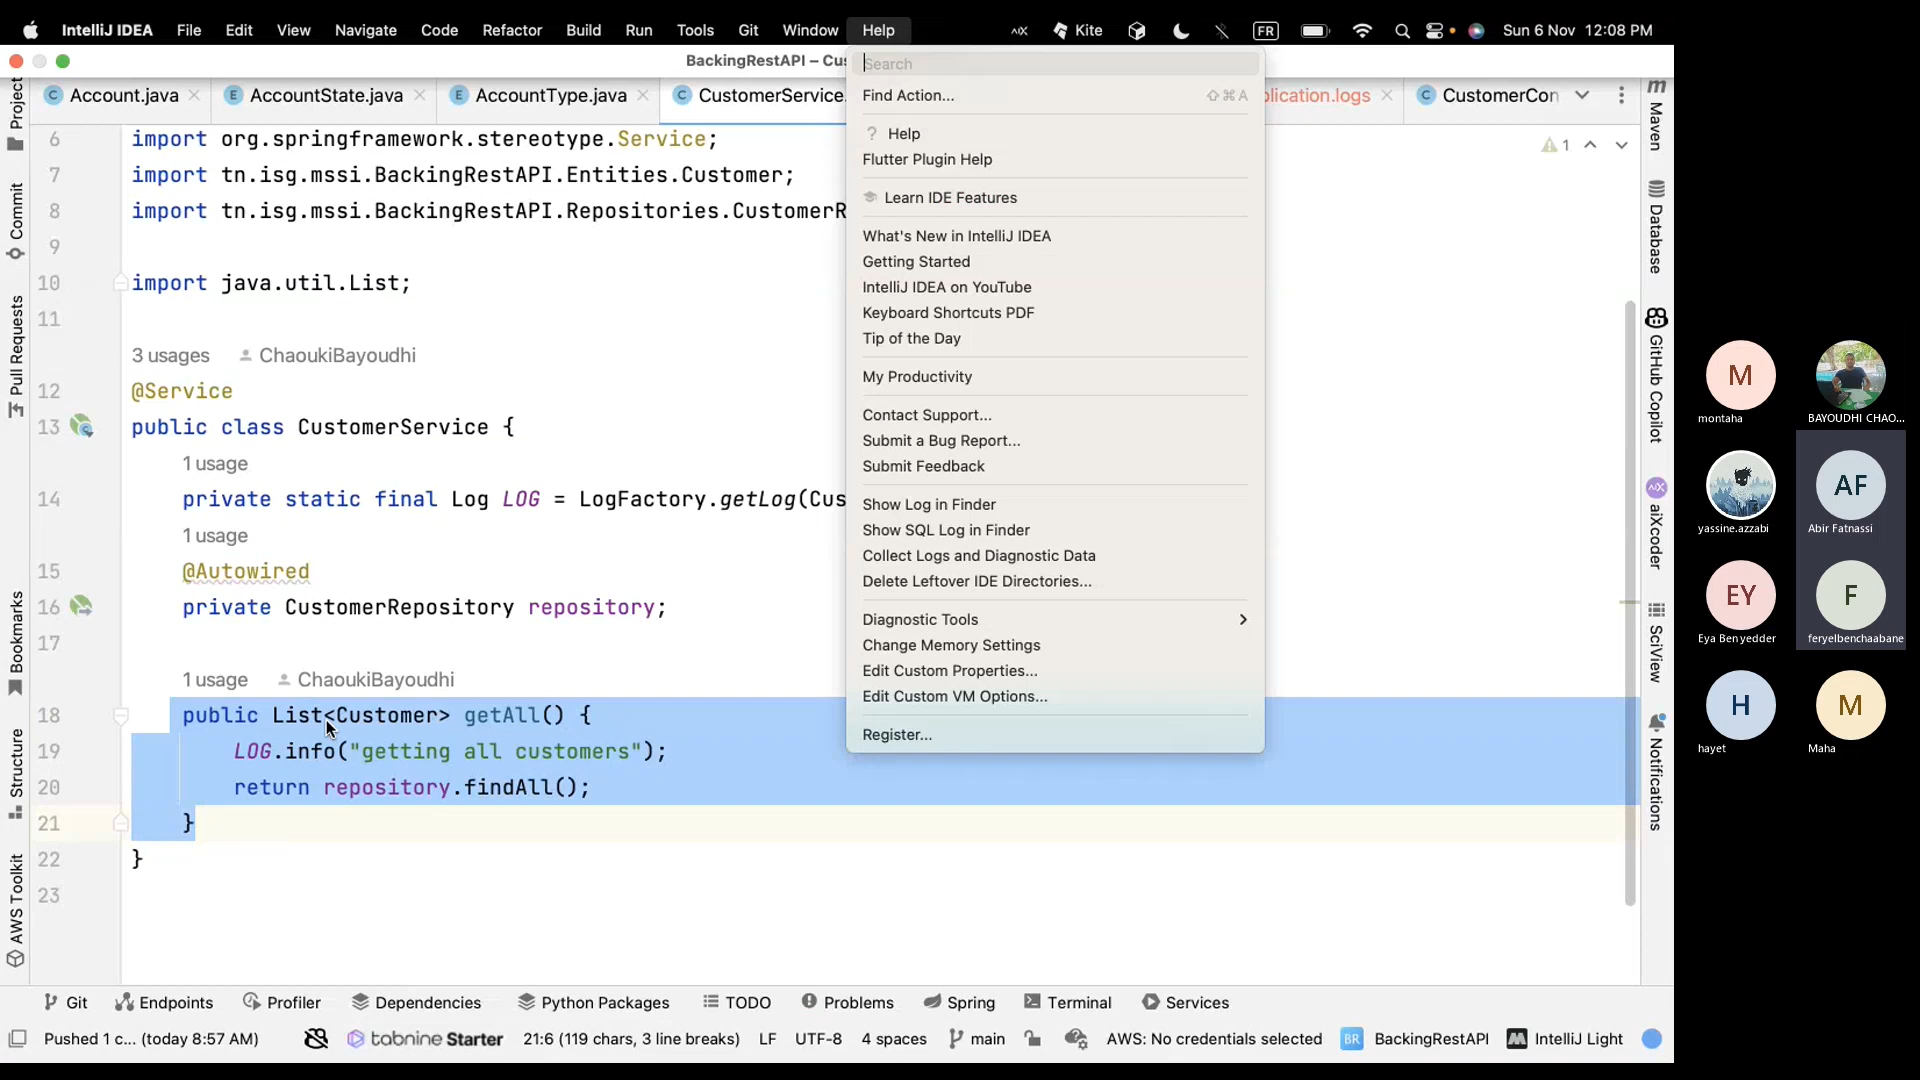 IntelliJ IDEA File Edit View Navigate Code Refactor Build Run Tools Git Window Help Kite FR Sun 6 Nov 12:08 PM
BackingRestAPI – Cus
Account.java AccountState.java AccountType.java CustomerService. plication.logs CustomerCon
Search
Find Action... ⇧⌘A
? Help
Flutter Plugin Help
Learn IDE Features
What's New in IntelliJ IDEA
Getting Started
IntelliJ IDEA on YouTube
Keyboard Shortcuts PDF
Tip of the Day
My Productivity
Contact Support...
Submit a Bug Report...
Submit Feedback
Show Log in Finder
Show SQL Log in Finder
Collect Logs and Diagnostic Data
Delete Leftover IDE Directories...
Diagnostic Tools
Change Memory Settings
Edit Custom Properties...
Edit Custom VM Options...
Register...
1
6 import org.springframework.stereotype.Service;
7 import tn.isg.mssi.BackingRestAPI.Entities.Customer;
8 import tn.isg.mssi.BackingRestAPI.Repositories.CustomerR
9
10 import java.util.List;
11
3 usages ChaoukiBayoudhi
12 @Service
13 public class CustomerService {
1 usage
14 private static final Log LOG = LogFactory.getLog(Cus
1 usage
15 @Autowired
16 private CustomerRepository repository;
17
1 usage ChaoukiBayoudhi
18 public List<Customer> getAll() {
19 LOG.info("getting all customers");
20 return repository.findAll();
21 }
22 }
23
Project
Commit
Pull Requests
Bookmarks
Structure
AWS Toolkit
m Maven
Database
GitHub Copilot
aiXcoder
SciView
Notifications
Git Endpoints Profiler Dependencies Python Packages TODO Problems Spring Terminal Services
Pushed 1 c... (today 8:57 AM) tabnine Starter 21:6 (119 chars, 3 line breaks) LF UTF-8 4 spaces main AWS: No credentials selected BR BackingRestAPI IntelliJ Light
M
montaha
BAYOUDHI CHAO...
yassine.azzabi
AF
Abir Fatnassi
EY
Eya Ben yedder
F
feryelbenchaabane
H
hayet
M
Maha